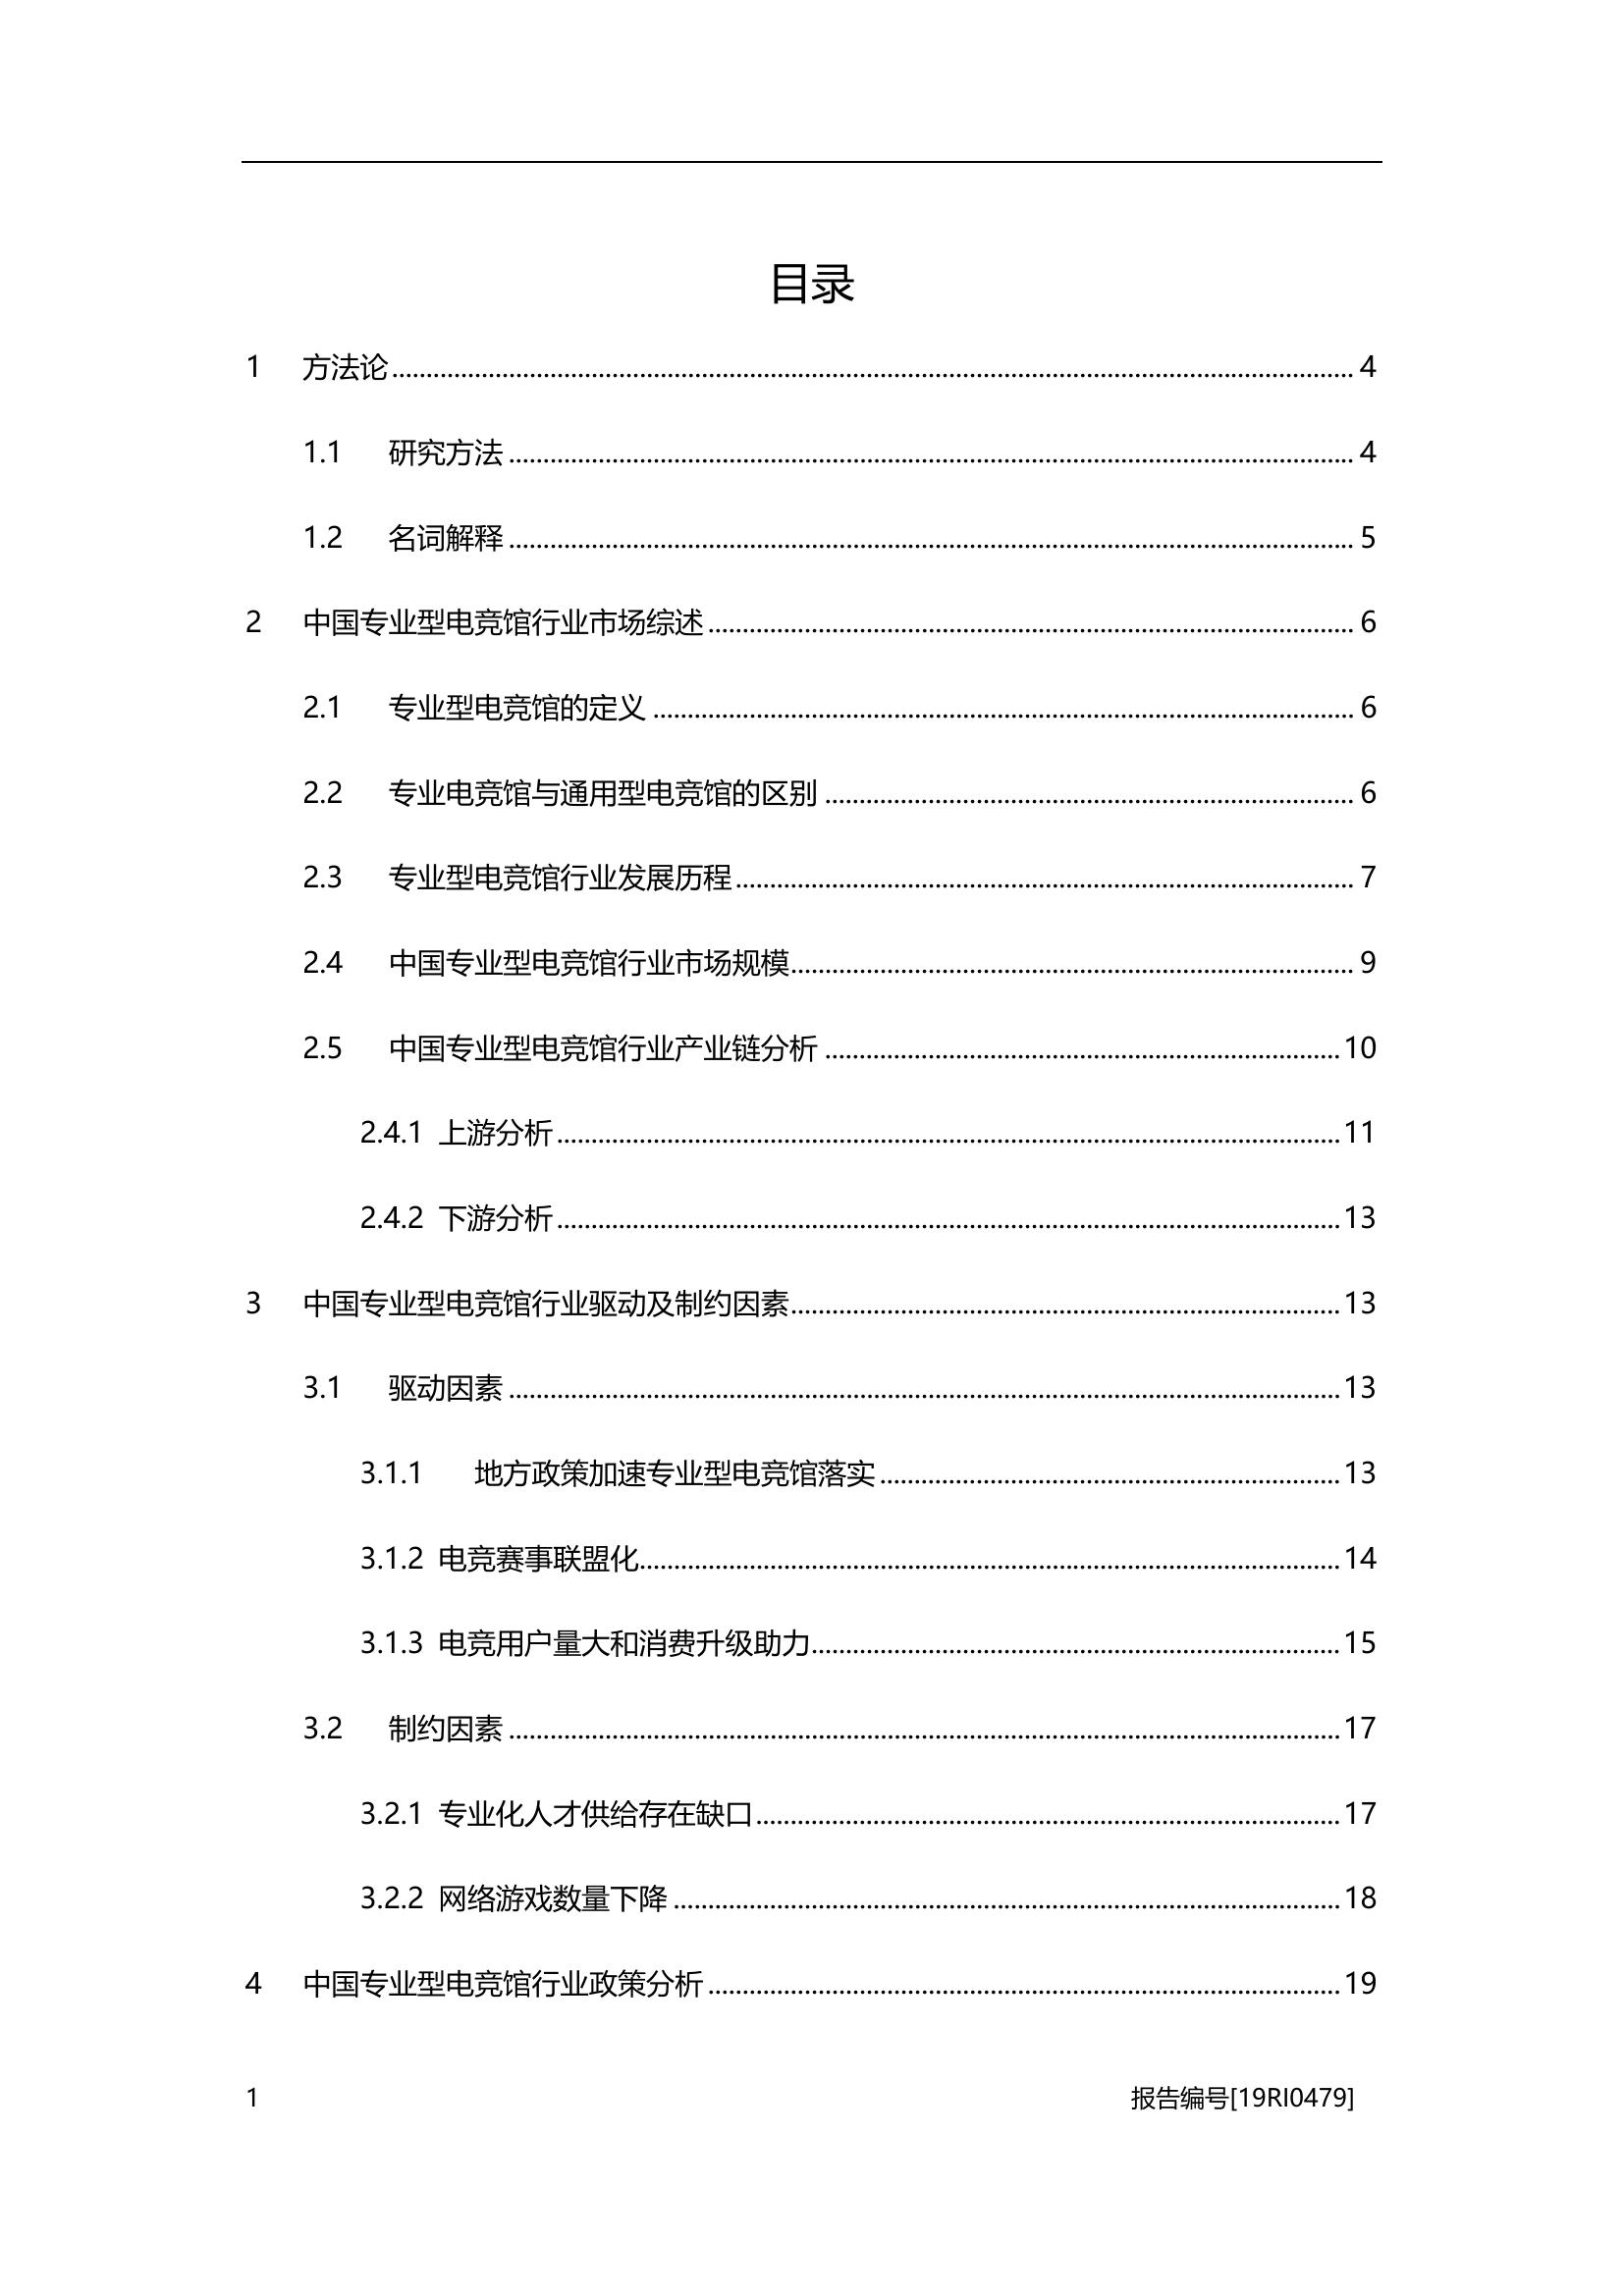 目录
1 方法论 4
1.1 研究方法 4
1.2 名词解释 5
2 中国专业型电竞馆行业市场综述 6
2.1 专业型电竞馆的定义 6
2.2 专业电竞馆与通用型电竞馆的区别 6
2.3 专业型电竞馆行业发展历程 7
2.4 中国专业型电竞馆行业市场规模 9
2.5 中国专业型电竞馆行业产业链分析 10
2.4.1 上游分析 11
2.4.2 下游分析 13
3 中国专业型电竞馆行业驱动及制约因素 13
3.1 驱动因素 13
3.1.1 地方政策加速专业型电竞馆落实 13
3.1.2 电竞赛事联盟化 14
3.1.3 电竞用户量大和消费升级助力 15
3.2 制约因素 17
3.2.1 专业化人才供给存在缺口 17
3.2.2 网络游戏数量下降 18
4 中国专业型电竞馆行业政策分析 19
1 报告编号[19RI0479]